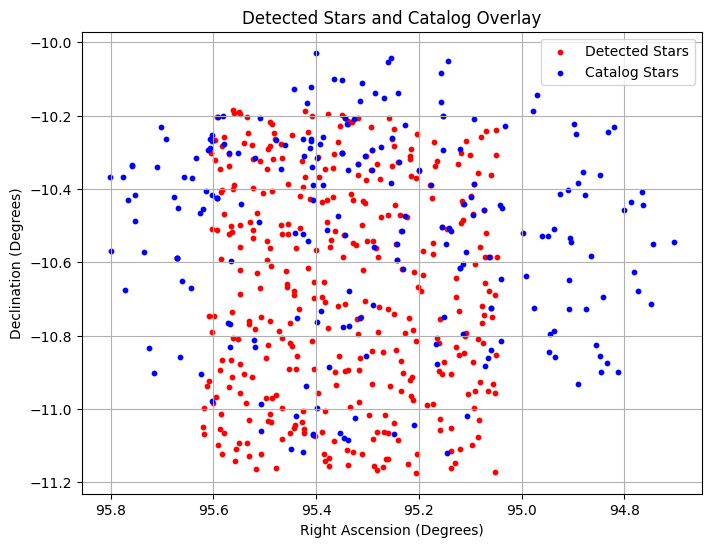 Detected Stars and Catalog Overlay
Detected Stars
Catalog Stars
−10.0
−10.2
−10.4
−10.6
−10.8
−11.0
−11.2
Declination (Degrees)
95.8 95.6 95.4 95.2 95.0 94.8
Right Ascension (Degrees)